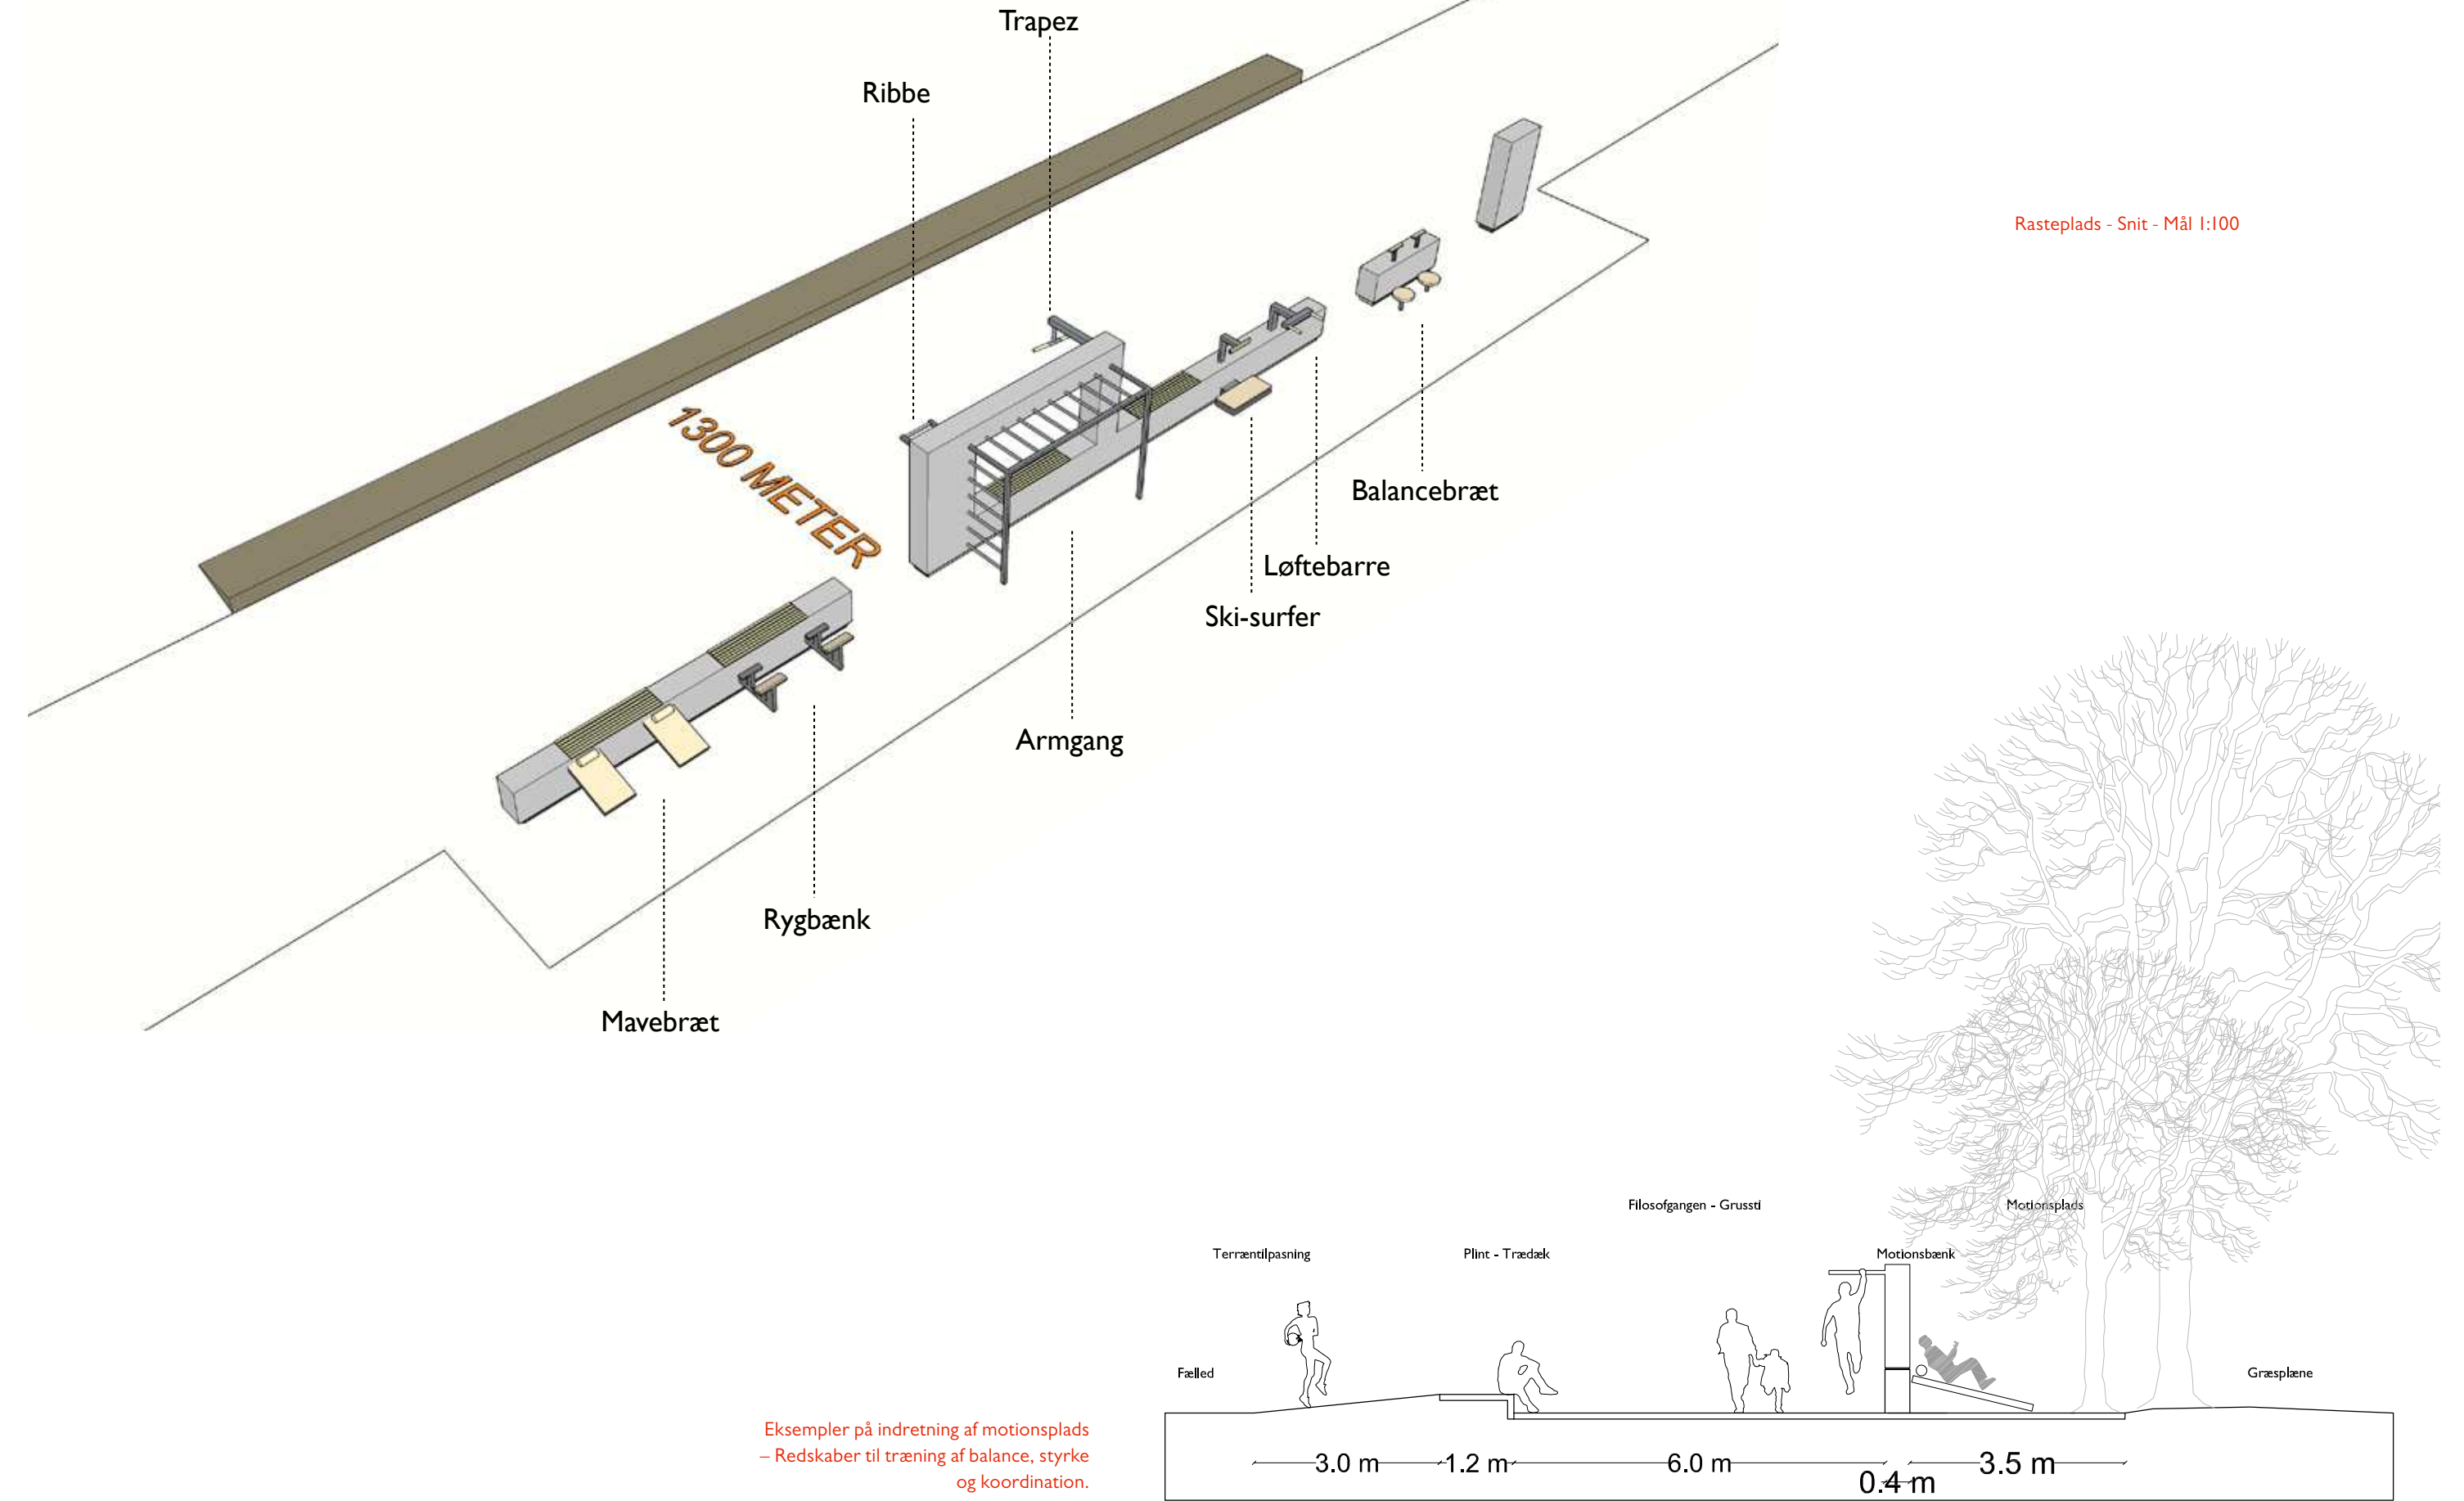 Trapez
Ribbe
Rasteplads - Snit - Mål 1:100
1300 METER
Balancebræt
Løftebarre
Ski-surfer
Armgang
Rygbænk
Mavebræt
Filosofgangen - Grussti
Motionsplads
Terræntilpasning
Plint - Trædæk
Motionsbænk
Fælled
Græsplæne
Eksempler på indretning af motionsplads
– Redskaber til træning af balance, styrke
og koordination.
3.0 m
1.2 m
6.0 m
0.4 m
3.5 m